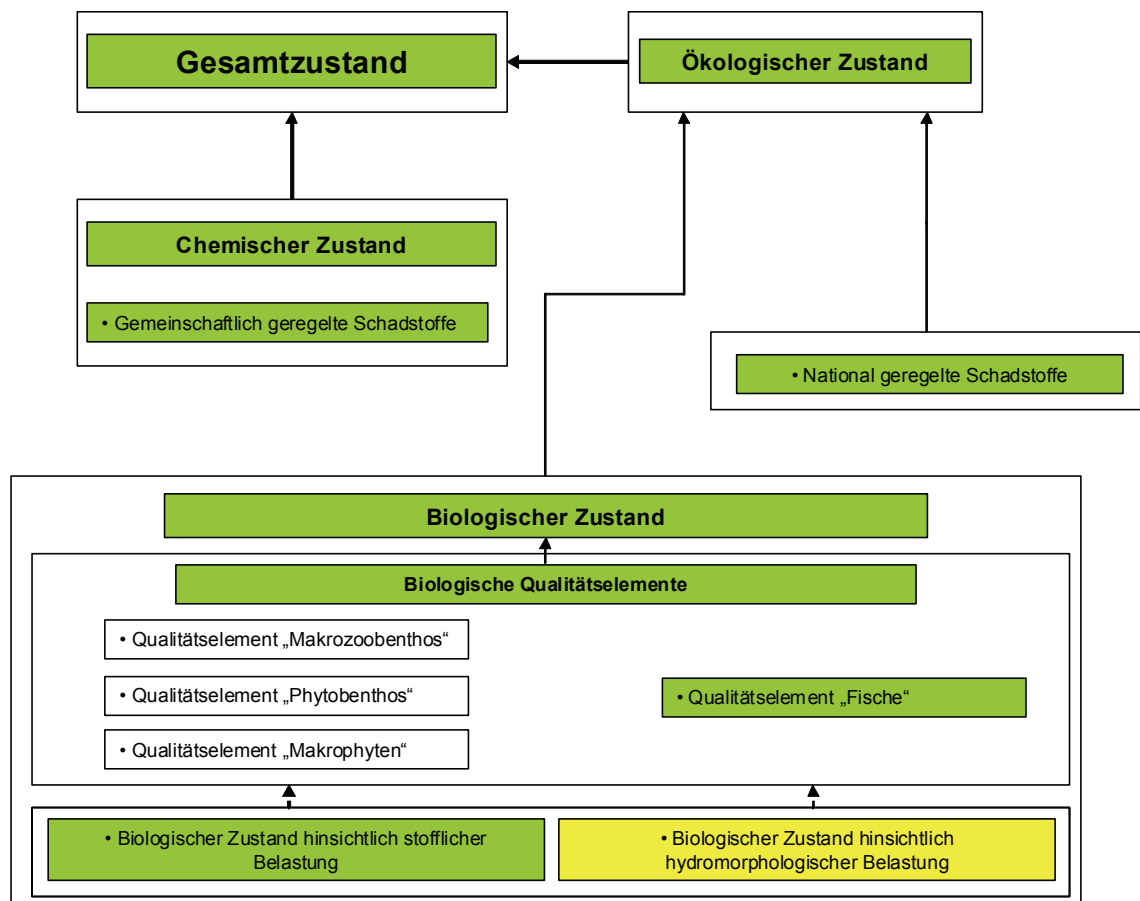 Gesamtzustand
Ökologischer Zustand
Chemischer Zustand
• Gemeinschaftlich geregelte Schadstoffe
• National geregelte Schadstoffe
Biologischer Zustand
Biologische Qualitätselemente
• Qualitätselement „Makrozoobenthos“
• Qualitätselement „Phytobenthos“
• Qualitätselement „Fische“
• Qualitätselement „Makrophyten“
• Biologischer Zustand hinsichtlich stofflicher
Belastung
• Biologischer Zustand hinsichtlich
hydromorphologischer Belastung